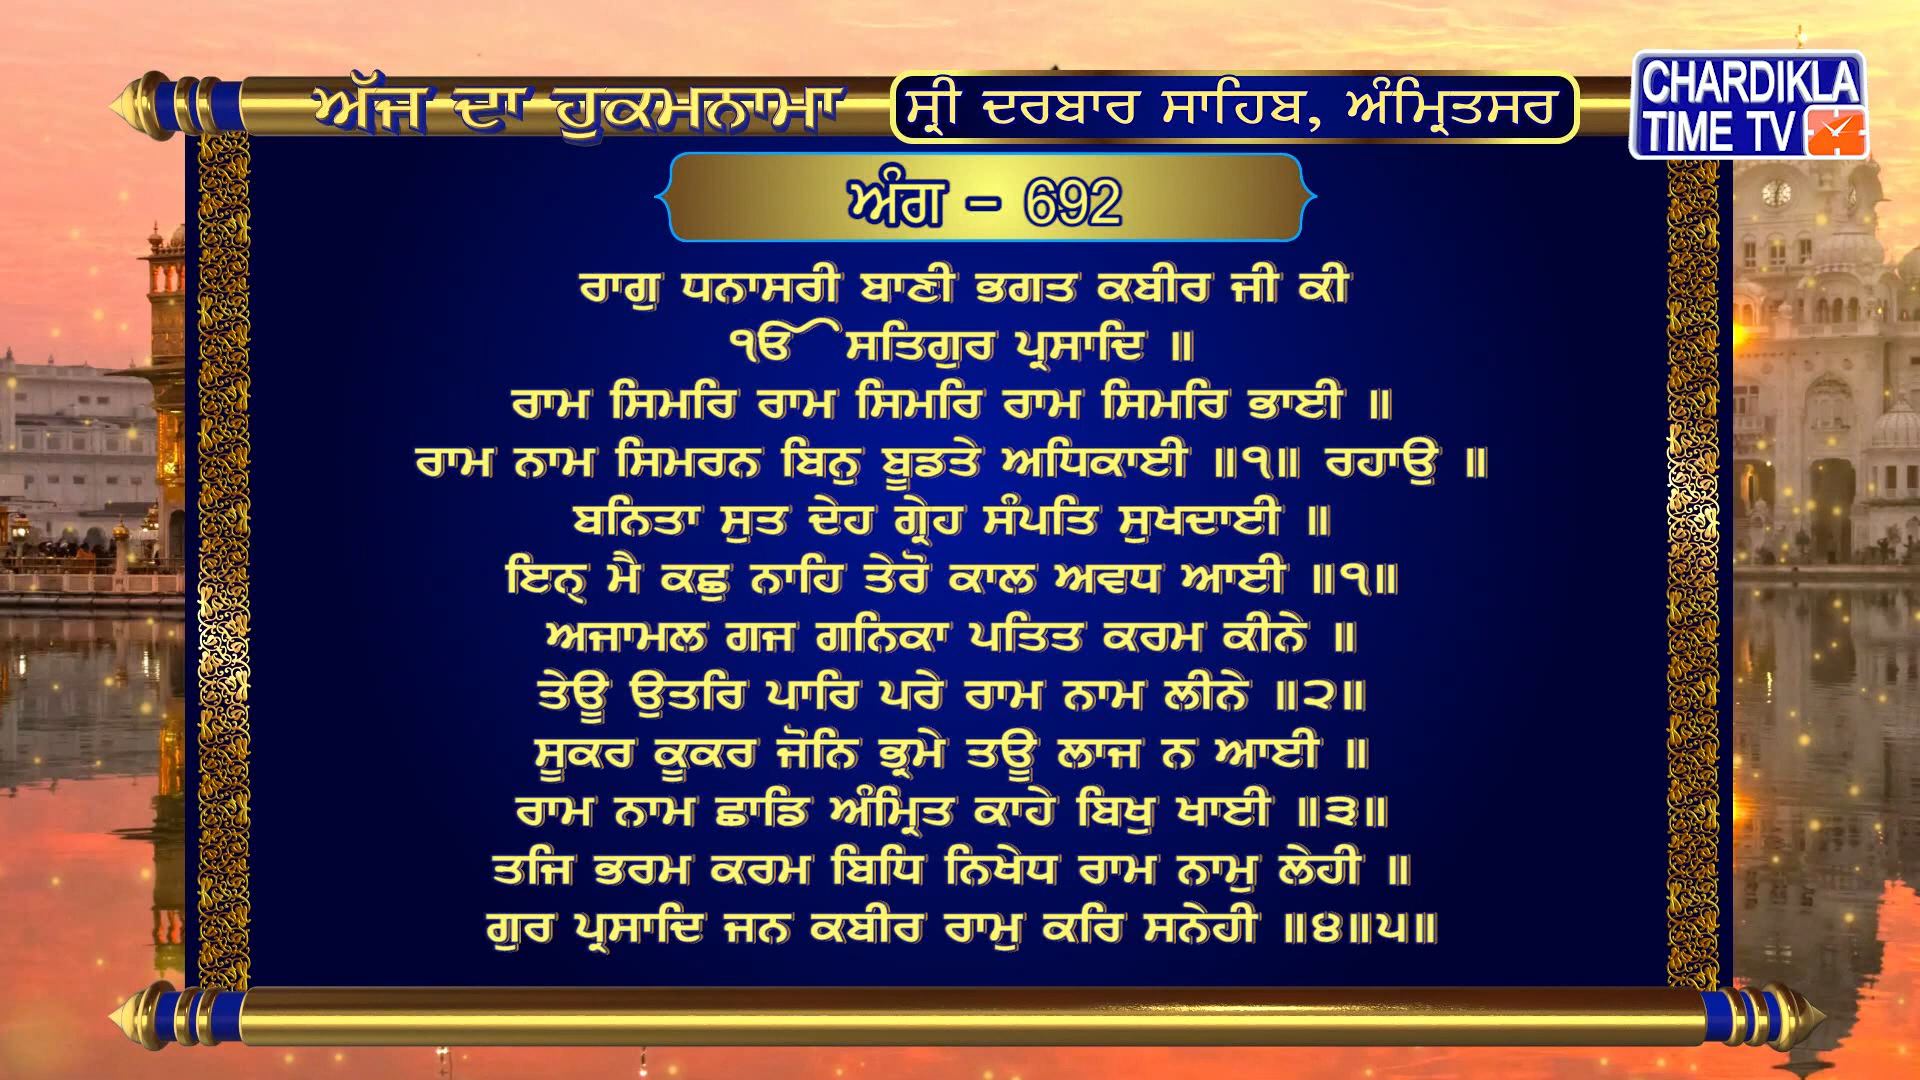 ਅੱਜ ਦਾ ਹੁਕਮਨਾਮਾ
ਸ੍ਰੀ ਦਰਬਾਰ ਸਾਹਿਬ, ਅੰਮ੍ਰਿਤਸਰ
CHARDIKLA
TIME TV
ਅੰਗ - 692
ਰਾਗੁ ਧਨਾਸਰੀ ਬਾਣੀ ਭਗਤ ਕਬੀਰ ਜੀ ਕੀ
ੴ ਸਤਿਗੁਰ ਪ੍ਰਸਾਦਿ ॥
ਰਾਮ ਸਿਮਰਿ ਰਾਮ ਸਿਮਰਿ ਰਾਮ ਸਿਮਰਿ ਭਾਈ ॥
ਰਾਮ ਨਾਮ ਸਿਮਰਨ ਬਿਨੁ ਬੂਡਤੇ ਅਧਿਕਾਈ ॥੧॥ ਰਹਾਉ ॥
ਬਨਿਤਾ ਸੁਤ ਦੇਹ ਗ੍ਰੇਹ ਸੰਪਤਿ ਸੁਖਦਾਈ ॥
ਇਨ੍ ਮੈ ਕਛੁ ਨਾਹਿ ਤੇਰੋ ਕਾਲ ਅਵਧ ਆਈ ॥੧॥
ਅਜਾਮਲ ਗਜ ਗਨਿਕਾ ਪਤਿਤ ਕਰਮ ਕੀਨੇ ॥
ਤੇਊ ਉਤਰਿ ਪਾਰਿ ਪਰੇ ਰਾਮ ਨਾਮ ਲੀਨੇ ॥੨॥
ਸੂਕਰ ਕੂਕਰ ਜੋਨਿ ਭ੍ਰਮੇ ਤਊ ਲਾਜ ਨ ਆਈ ॥
ਰਾਮ ਨਾਮ ਛਾਡਿ ਅੰਮ੍ਰਿਤ ਕਾਹੇ ਬਿਖੁ ਖਾਈ ॥੩॥
ਤਜਿ ਭਰਮ ਕਰਮ ਬਿਧਿ ਨਿਖੇਧ ਰਾਮ ਨਾਮੁ ਲੇਹੀ ॥
ਗੁਰ ਪ੍ਰਸਾਦਿ ਜਨ ਕਬੀਰ ਰਾਮੁ ਕਰਿ ਸਨੇਹੀ ॥੪॥੫॥